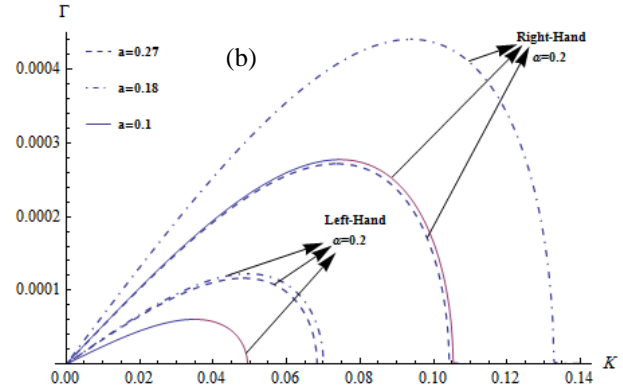 Γ
(b)
Right-Hand
α=0.2
a=0.27
a=0.18
a=0.1
Left-Hand
α=0.2
0.0004
0.0003
0.0002
0.0001
0.00 0.02 0.04 0.06 0.08 0.10 0.12 0.14 K